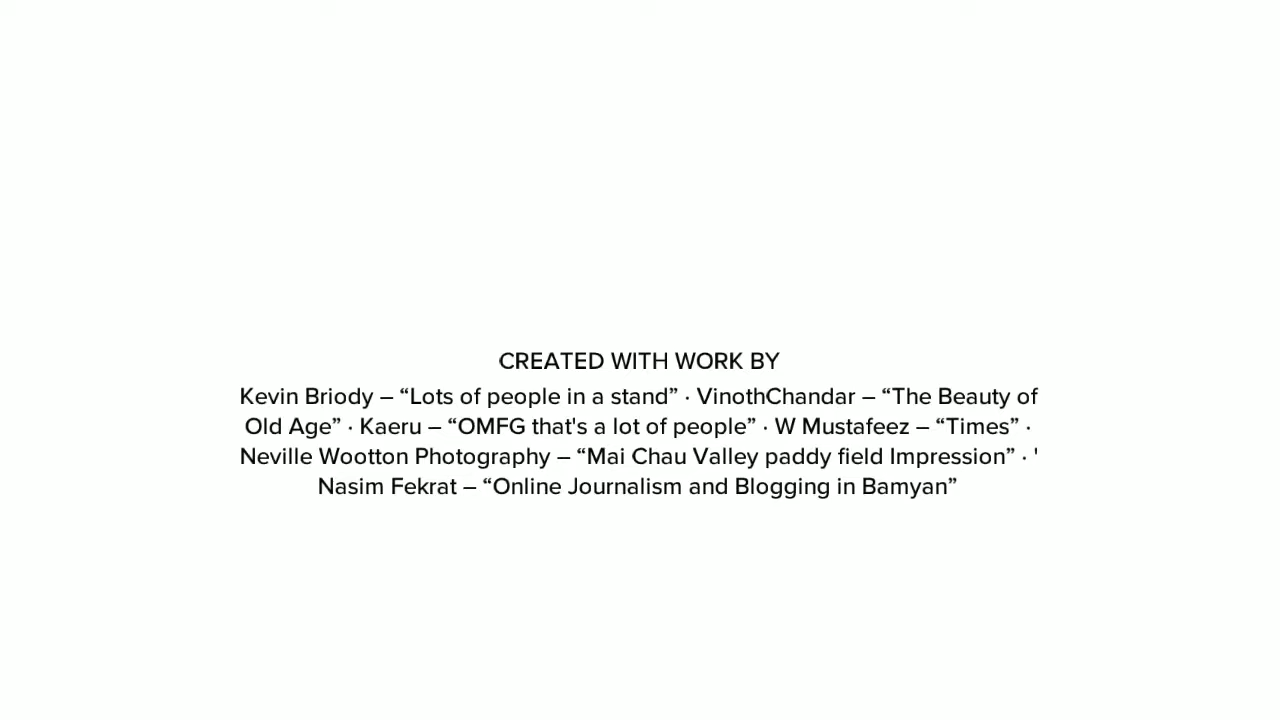 CREATED WITH WORK BY
Kevin Briody – “Lots of people in a stand” · VinothChandar – “The Beauty of
Old Age” · Kaeru – “OMFG that's a lot of people” · W Mustafeez – “Times” ·
Neville Wootton Photography – “Mai Chau Valley paddy field Impression” · '
Nasim Fekrat – “Online Journalism and Blogging in Bamyan”